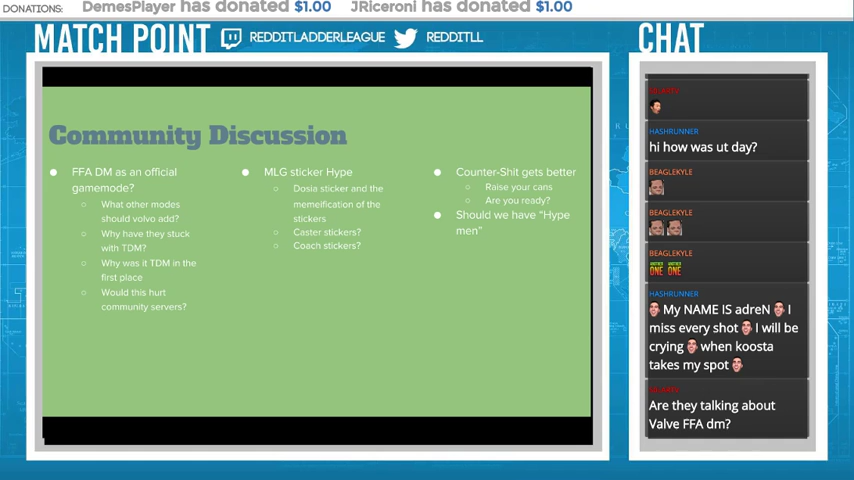 DONATIONS: DemesPlayer has donated $1.00 JRiceroni has donated $1.00
MATCH POINT REDDITLADDERLEAGUE REDDITLL
CHAT
Community Discussion
FFA DM as an official
gamemode?
What other modes
should volvo add?
Why have they stuck
with TDM?
Why was it TDM in the
first place
Would this hurt
community servers?
MLG sticker Hype
Dosia sticker and the
memeification of the
stickers
Caster stickers?
Coach stickers?
Counter-Shit gets better
Raise your cans
Are you ready?
Should we have “Hype
men”
HASHRUNNER
hi how was ut day?
BEAGLEKYLE
BEAGLEKYLE
BEAGLEKYLE
ANOTHER ONE ANOTHER ONE
HASHRUNNER
My NAME IS adreN I
miss every shot I will be
crying when koosta
takes my spot
Are they talking about
Valve FFA dm?